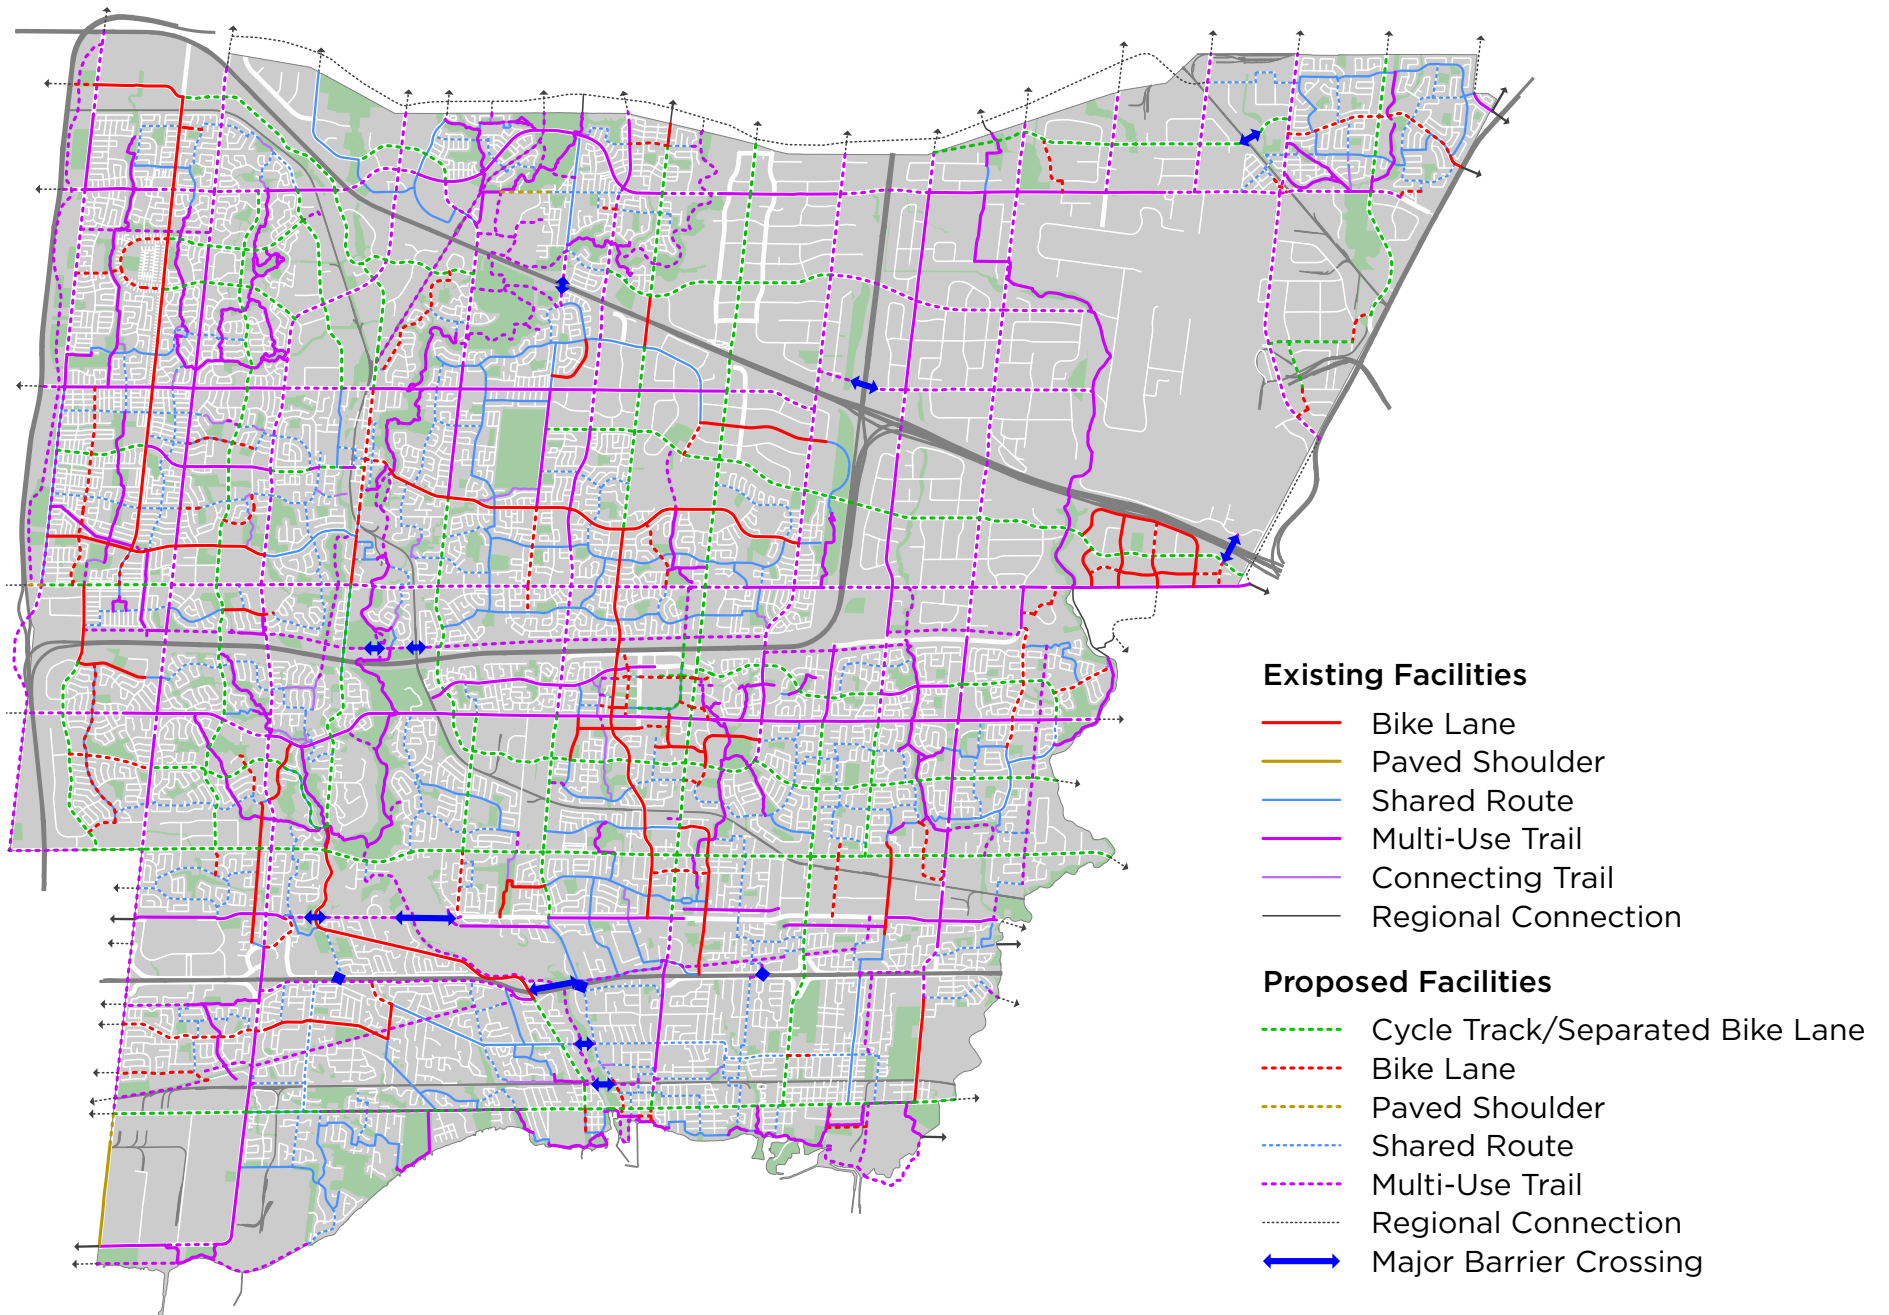 Existing Facilities
Bike Lane
Paved Shoulder
Shared Route
Multi-Use Trail
Connecting Trail
Regional Connection
Proposed Facilities
Cycle Track/Separated Bike Lane
Bike Lane
Paved Shoulder
Shared Route
Multi-Use Trail
Regional Connection
Major Barrier Crossing